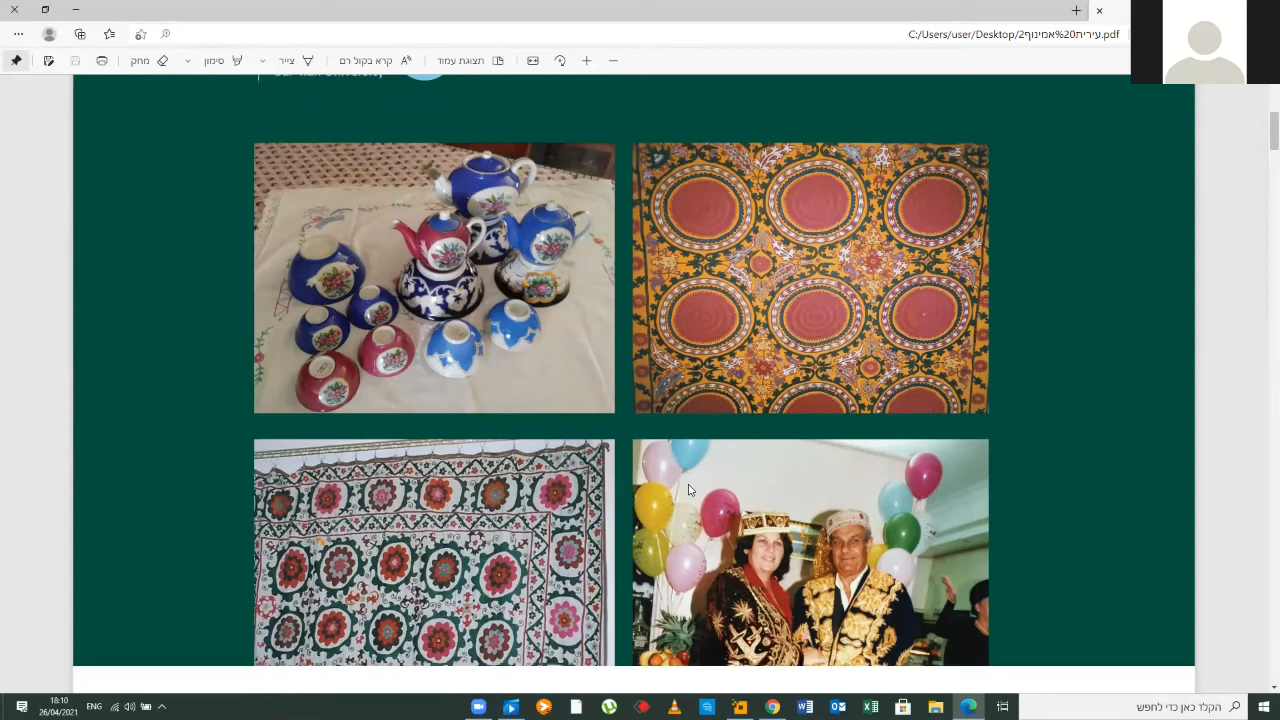 C:/Users/user/Desktop/עירית%20אמינוף2.pdf
תצוגת עמוד
קרא בקול רם
צייר
סימון
מחק
18:10
26/04/2021
ENG
הקלד כאן כדי לחפש